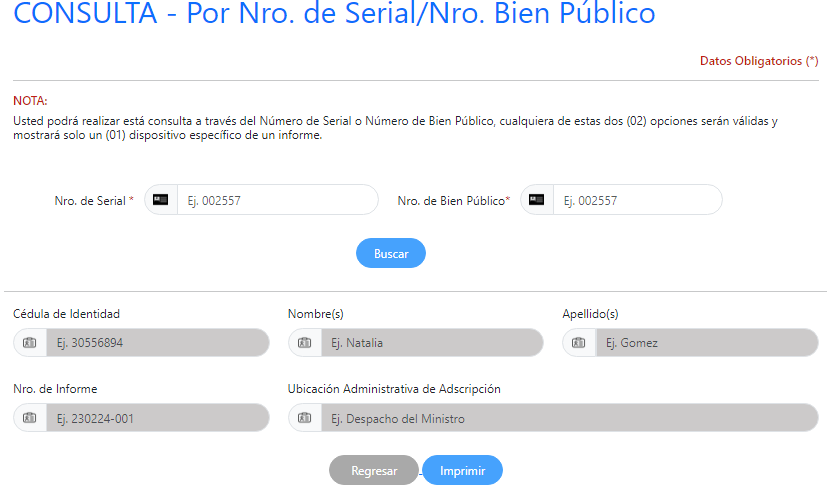 CONSULTA - Por Nro. de Serial/Nro. Bien Público
Datos Obligatorios (*)
NOTA:
Usted podrá realizar está consulta a través del Número de Serial o Número de Bien Público, cualquiera de estas dos (02) opciones serán válidas y
mostrará solo un (01) dispositivo específico de un informe.
Nro. de Serial * Ej. 002557 Nro. de Bien Público* Ej. 002557
Buscar
Cédula de Identidad Nombre(s) Apellido(s)
Ej. 30556894 Ej. Natalia Ej. Gomez
Nro. de Informe Ubicación Administrativa de Adscripción
Ej. 230224-001 Ej. Despacho del Ministro
Regresar Imprimir